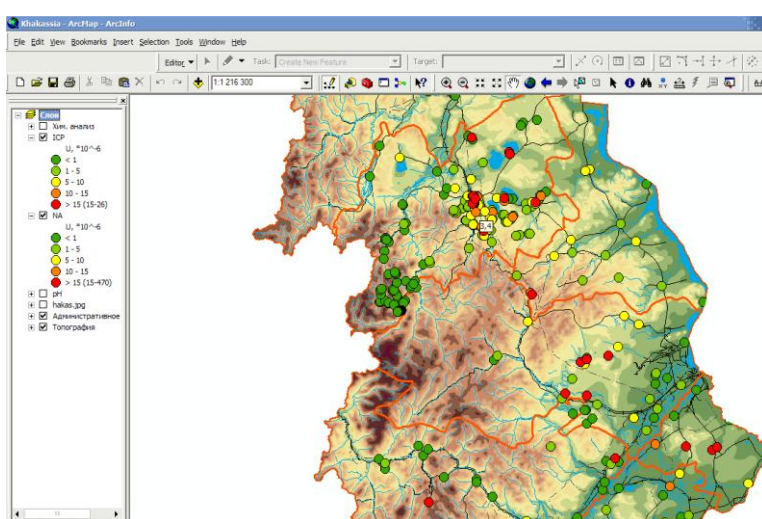 Khakassia - ArcMap - ArcInfo
File Edit View Bookmarks Insert Selection Tools Window Help
Editor Task: Create New Feature Target:
1:1 216 300
Слои
Хим. анализ
ICP
U, *10^-6
< 1
1 - 5
5 - 10
10 - 15
> 15 (15-26)
NA
U, *10^-6
< 1
1 - 5
5 - 10
10 - 15
> 15 (15-470)
pH
hakas.jpg
Административное
Топография
3,4